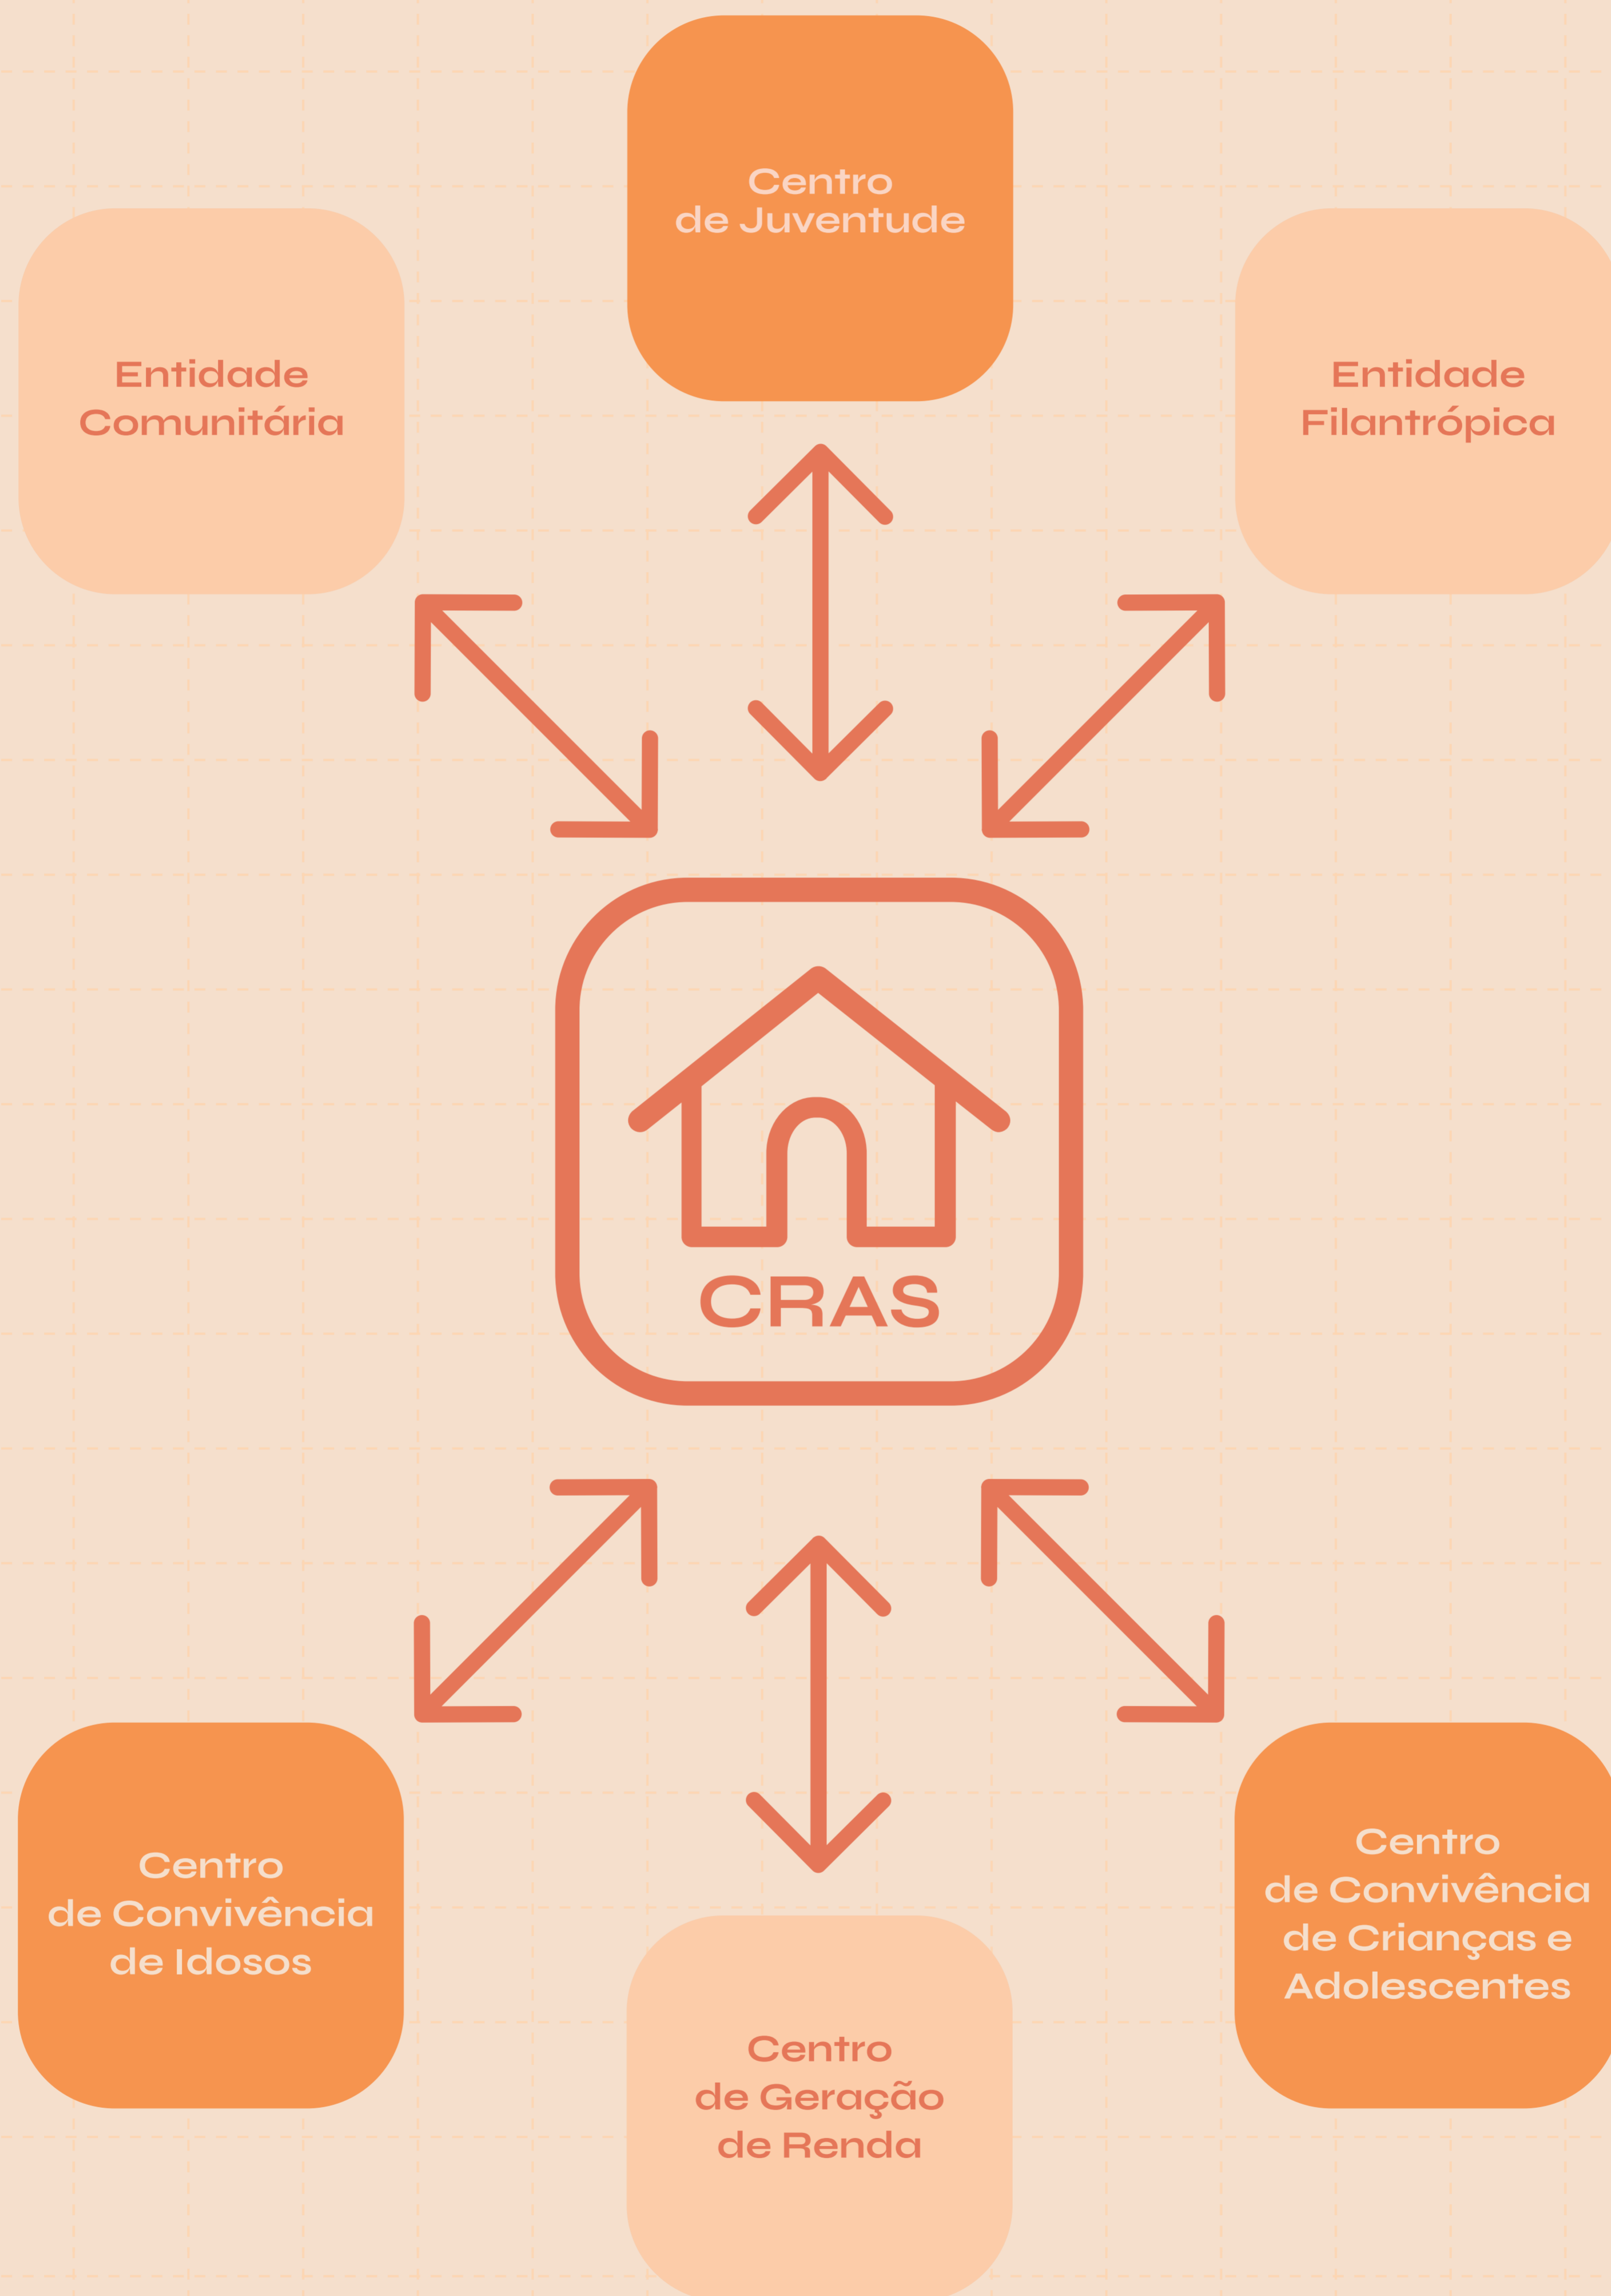 Centro
de Juventude
Entidade
Comunitária
Entidade
Filantrópica
CRAS
Centro
de Convivência
de Idosos
Centro
de Convivência
de Crianças e
Adolescentes
Centro
de Geração
de Renda